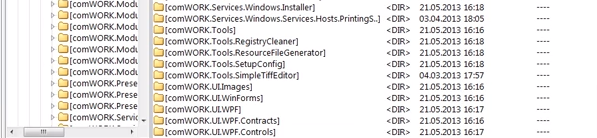 [comWORK.Modu
[comWORK.Modu
[comWORK.Modu
[comWORK.Modu
[comWORK.Modu
[comWORK.Modu
[comWORK.Prese
[comWORK.Prese
[comWORK.Prese
[comWORK.Servic
[comWORK.Services.Windows.Installer] <DIR> 21.05.2013 16:18 ----
[comWORK.Services.Windows.Services.Hosts.PrintingS..] <DIR> 03.04.2013 18:05 ----
[comWORK.Tools] <DIR> 21.05.2013 16:16 ----
[comWORK.Tools.RegistryCleaner] <DIR> 21.05.2013 16:18 ----
[comWORK.Tools.ResourceFileGenerator] <DIR> 21.05.2013 16:18 ----
[comWORK.Tools.SetupConfig] <DIR> 21.05.2013 16:18 ----
[comWORK.Tools.SimpleTiffEditor] <DIR> 04.03.2013 17:57 ----
[comWORK.UI.Images] <DIR> 21.05.2013 16:16 ----
[comWORK.UI.WinForms] <DIR> 21.05.2013 16:16 ----
[comWORK.UI.WPF] <DIR> 21.05.2013 16:17 ----
[comWORK.UI.WPF.Contracts] <DIR> 21.05.2013 16:16 ----
[comWORK.UI.WPF.Controls] <DIR> 21.05.2013 16:17 ----